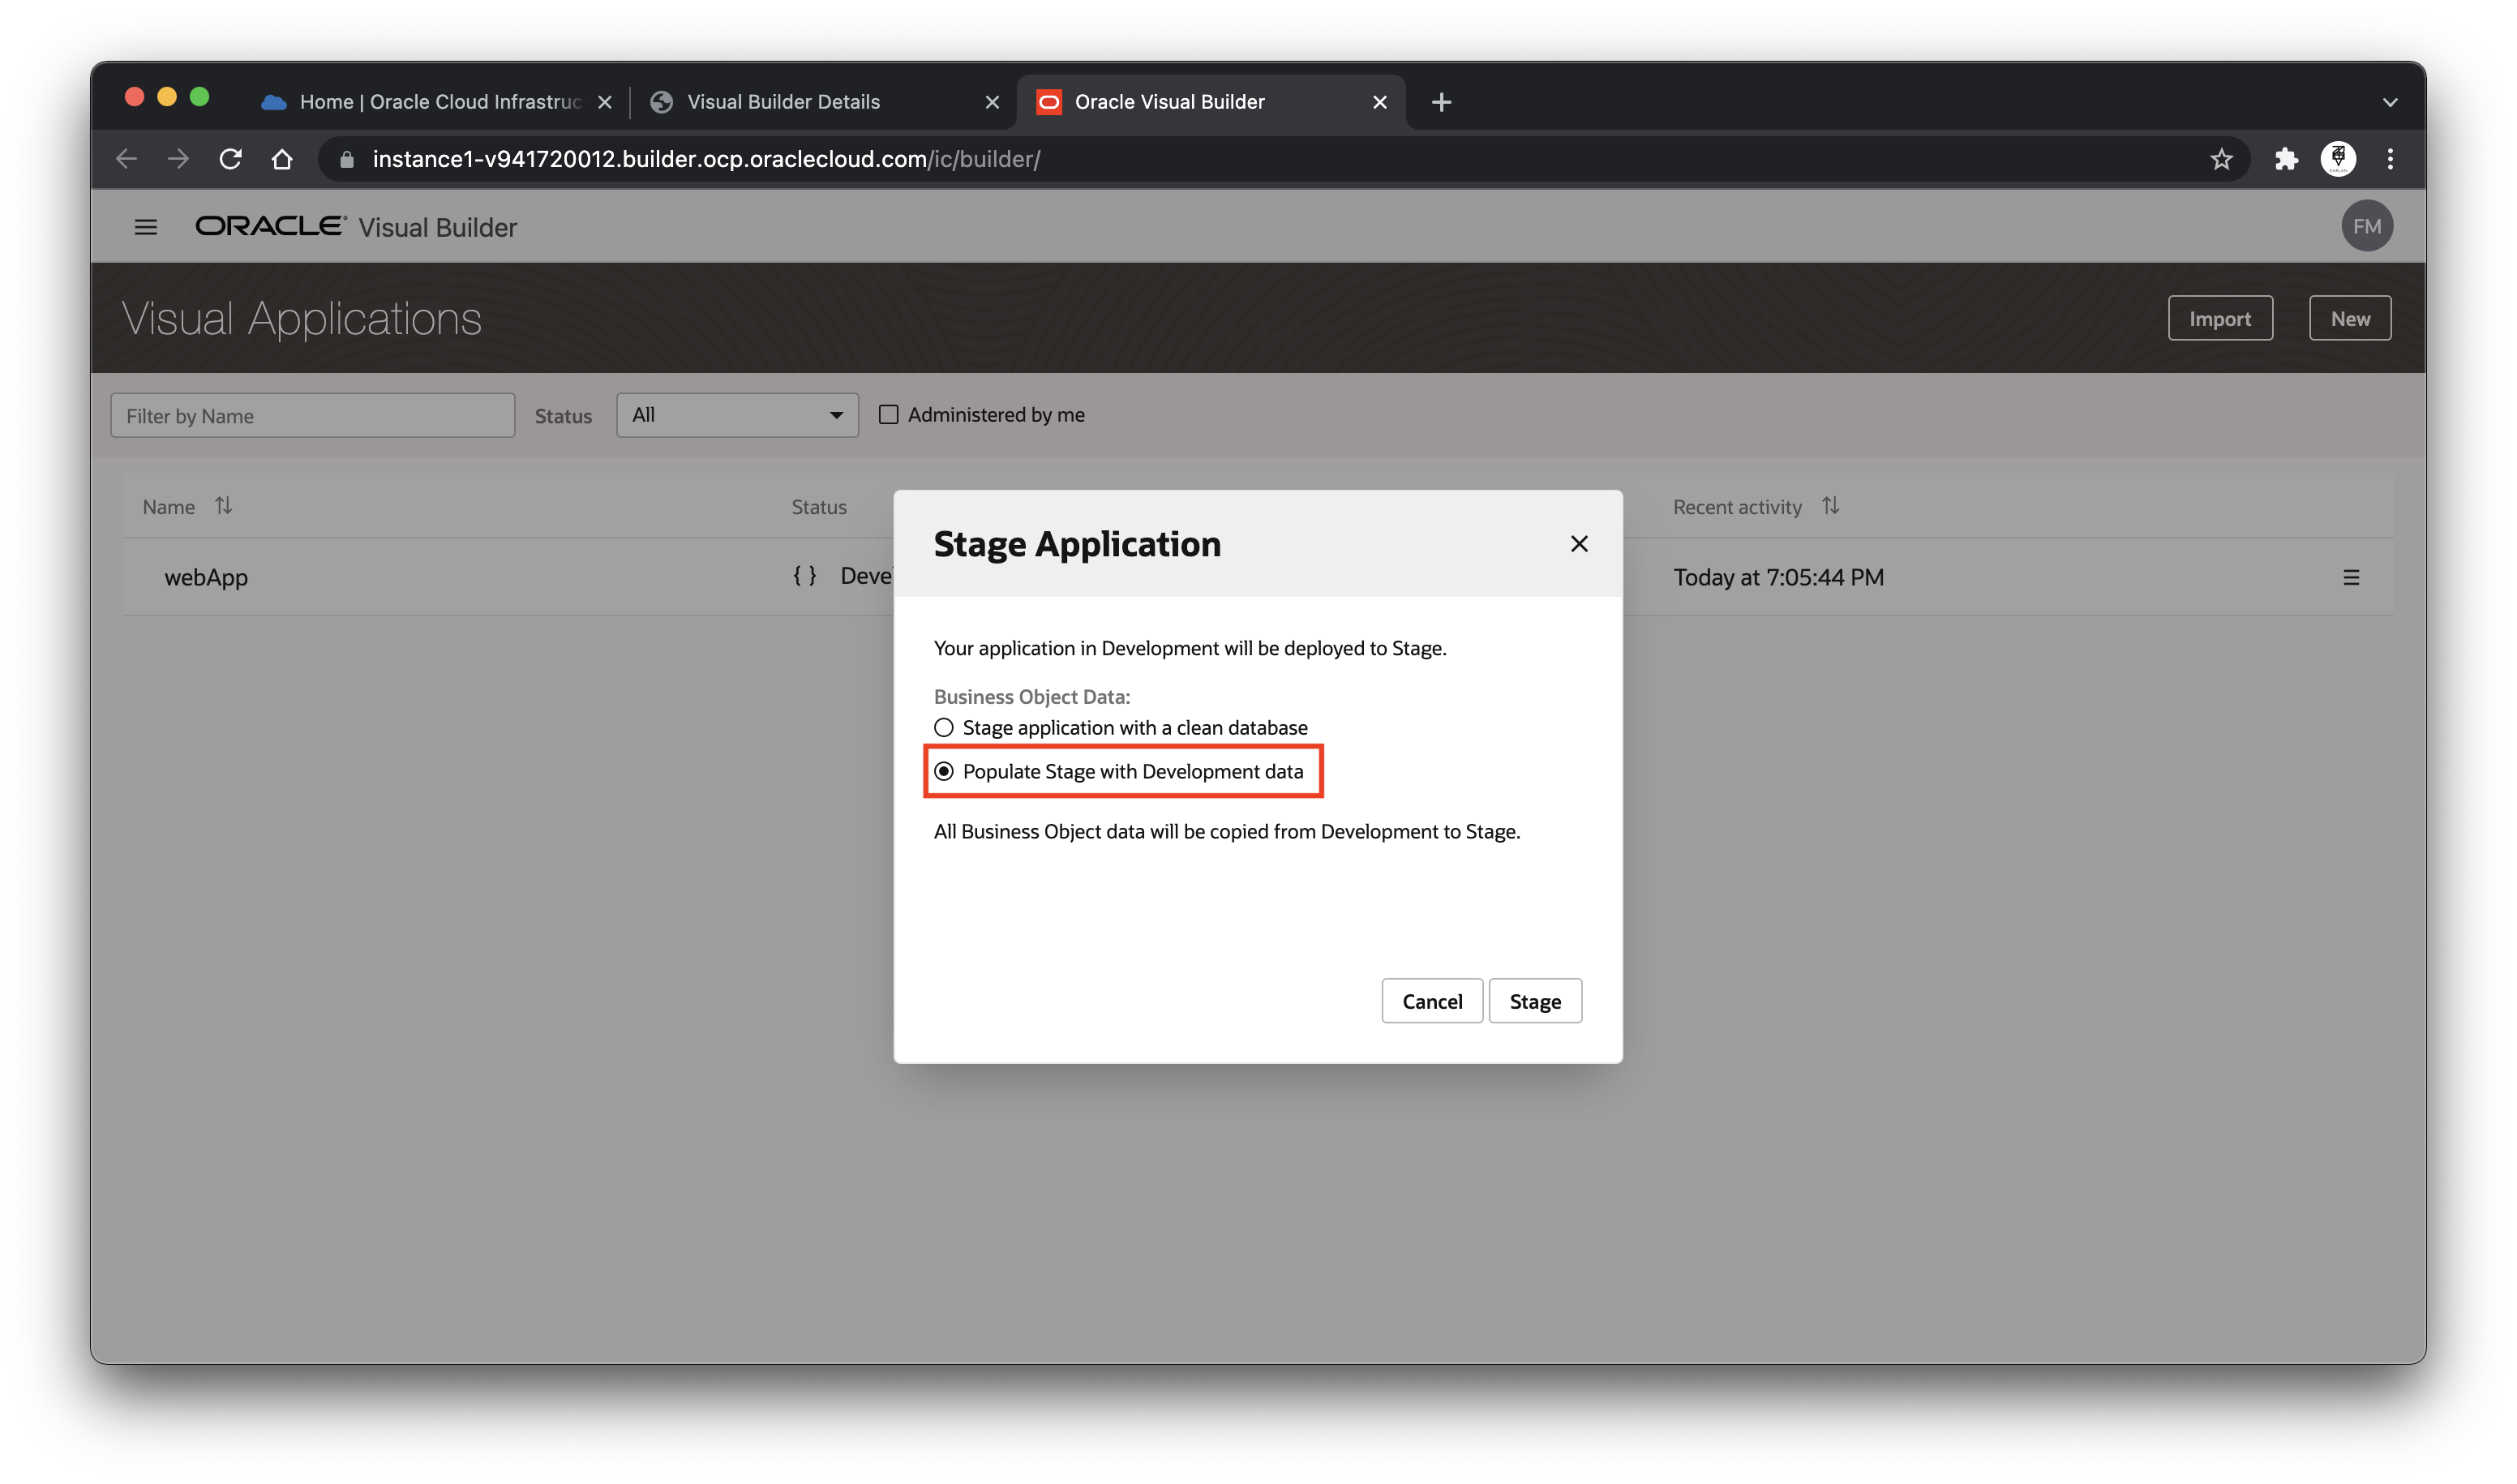 Home | Oracle Cloud Infrastruc
Visual Builder Details
Oracle Visual Builder
instance1-v941720012.builder.ocp.oraclecloud.com/ic/builder/
ORACLE Visual Builder
FM
Visual Applications
Import
New
Filter by Name
Status
All
Administered by me
Name
Status
Recent activity
webApp
{ } Deve
Today at 7:05:44 PM
Stage Application
Your application in Development will be deployed to Stage.
Business Object Data:
Stage application with a clean database
Populate Stage with Development data
All Business Object data will be copied from Development to Stage.
Cancel
Stage